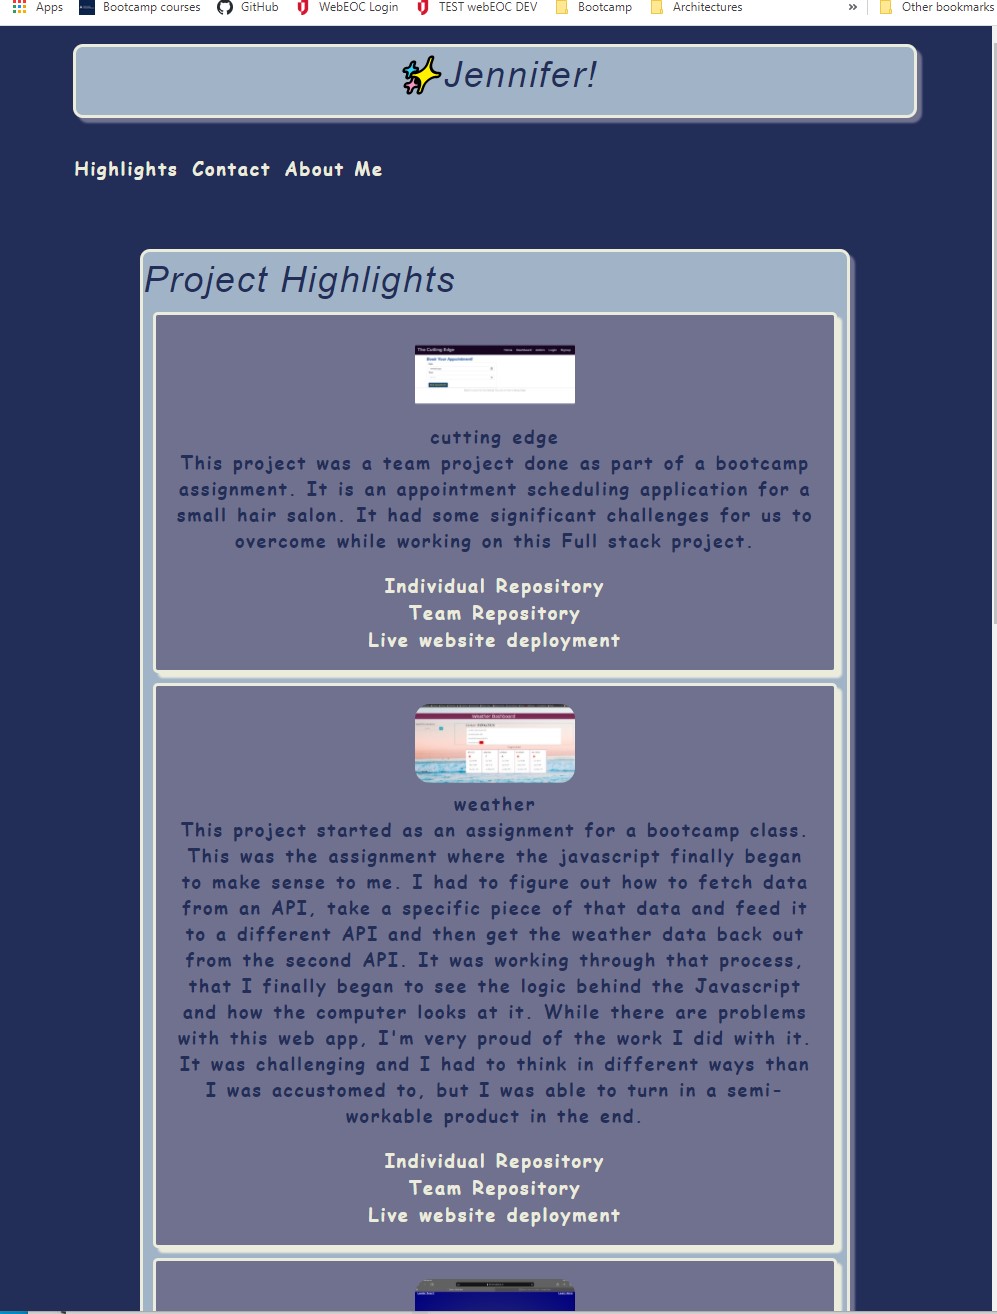 Apps Bootcamp courses GitHub WebEOC Login TEST webEOC DEV Bootcamp Architectures » Other bookmarks
Jennifer!
Highlights Contact About Me
Project Highlights
The Cutting Edge
Book Your Appointment!
cutting edge
This project was a team project done as part of a bootcamp
assignment. It is an appointment scheduling application for a
small hair salon. It had some significant challenges for us to
overcome while working on this Full stack project.
Individual Repository
Team Repository
Live website deployment
Weather Dashboard
weather
This project started as an assignment for a bootcamp class.
This was the assignment where the javascript finally began
to make sense to me. I had to figure out how to fetch data
from an API, take a specific piece of that data and feed it
to a different API and then get the weather data back out
from the second API. It was working through that process,
that I finally began to see the logic behind the Javascript
and how the computer looks at it. While there are problems
with this web app, I'm very proud of the work I did with it.
It was challenging and I had to think in different ways than
I was accustomed to, but I was able to turn in a semi-
workable product in the end.
Individual Repository
Team Repository
Live website deployment